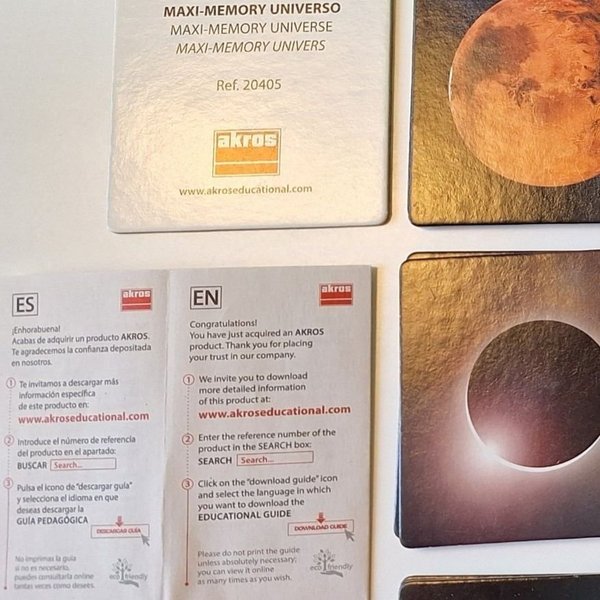 MAXI-MEMORY UNIVERSO
MAXI-MEMORY UNIVERSE
MAXI-MEMORY UNIVERS
Ref. 20405
akros
www.akroseducational.com
ES
akros
¡Enhorabuena!
Acabas de adquirir un producto AKROS.
Te agradecemos la confianza depositada
en nosotros.
1 Te invitamos a descargar más
información específica
de este producto en:
www.akroseducational.com
2 Introduce el número de referencia
del producto en el apartado:
BUSCAR Search...
3 Pulsa el icono de "descargar guía"
y selecciona el idioma en que
deseas descargar la
GUÍA PEDAGÓGICA
DESCARGAR GUÍA
No imprimas la guía
si no es necesario,
puedes consultarla online
tantas veces como desees.
eco friendly
EN
akros
Congratulations!
You have just acquired an AKROS
product. Thank you for placing
your trust in our company.
1 We invite you to download
more detailed information
of this product at:
www.akroseducational.com
2 Enter the reference number of the
product in the SEARCH box:
SEARCH Search...
3 Click on the "download guide" icon
and select the language in which
you want to download the
EDUCATIONAL GUIDE
DOWNLOAD GUIDE
Please do not print the guide
unless absolutely necessary;
you can view it online
as many times as you wish.
eco friendly